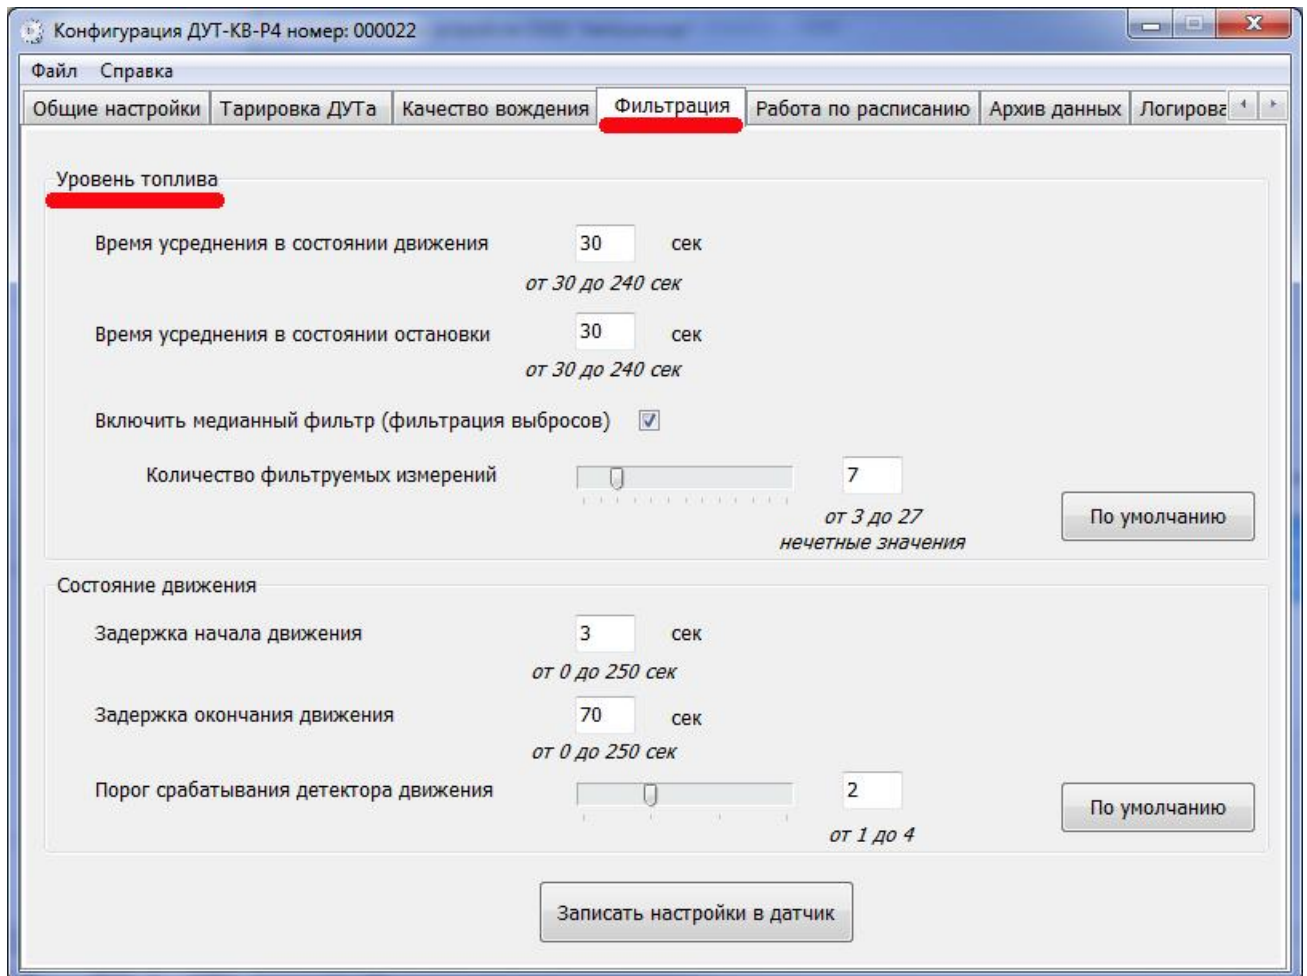 Конфигурация ДУТ-КВ-Р4 номер: 000022
Файл Справка
Общие настройки Тарировка ДУТа Качество вождения Фильтрация Работа по расписанию Архив данных Логирова
Уровень топлива
Время усреднения в состоянии движения 30 сек
от 30 до 240 сек
Время усреднения в состоянии остановки 30 сек
от 30 до 240 сек
Включить медианный фильтр (фильтрация выбросов)
Количество фильтруемых измерений 7
от 3 до 27
нечетные значения
По умолчанию
Состояние движения
Задержка начала движения 3 сек
от 0 до 250 сек
Задержка окончания движения 70 сек
от 0 до 250 сек
Порог срабатывания детектора движения 2
от 1 до 4
По умолчанию
Записать настройки в датчик